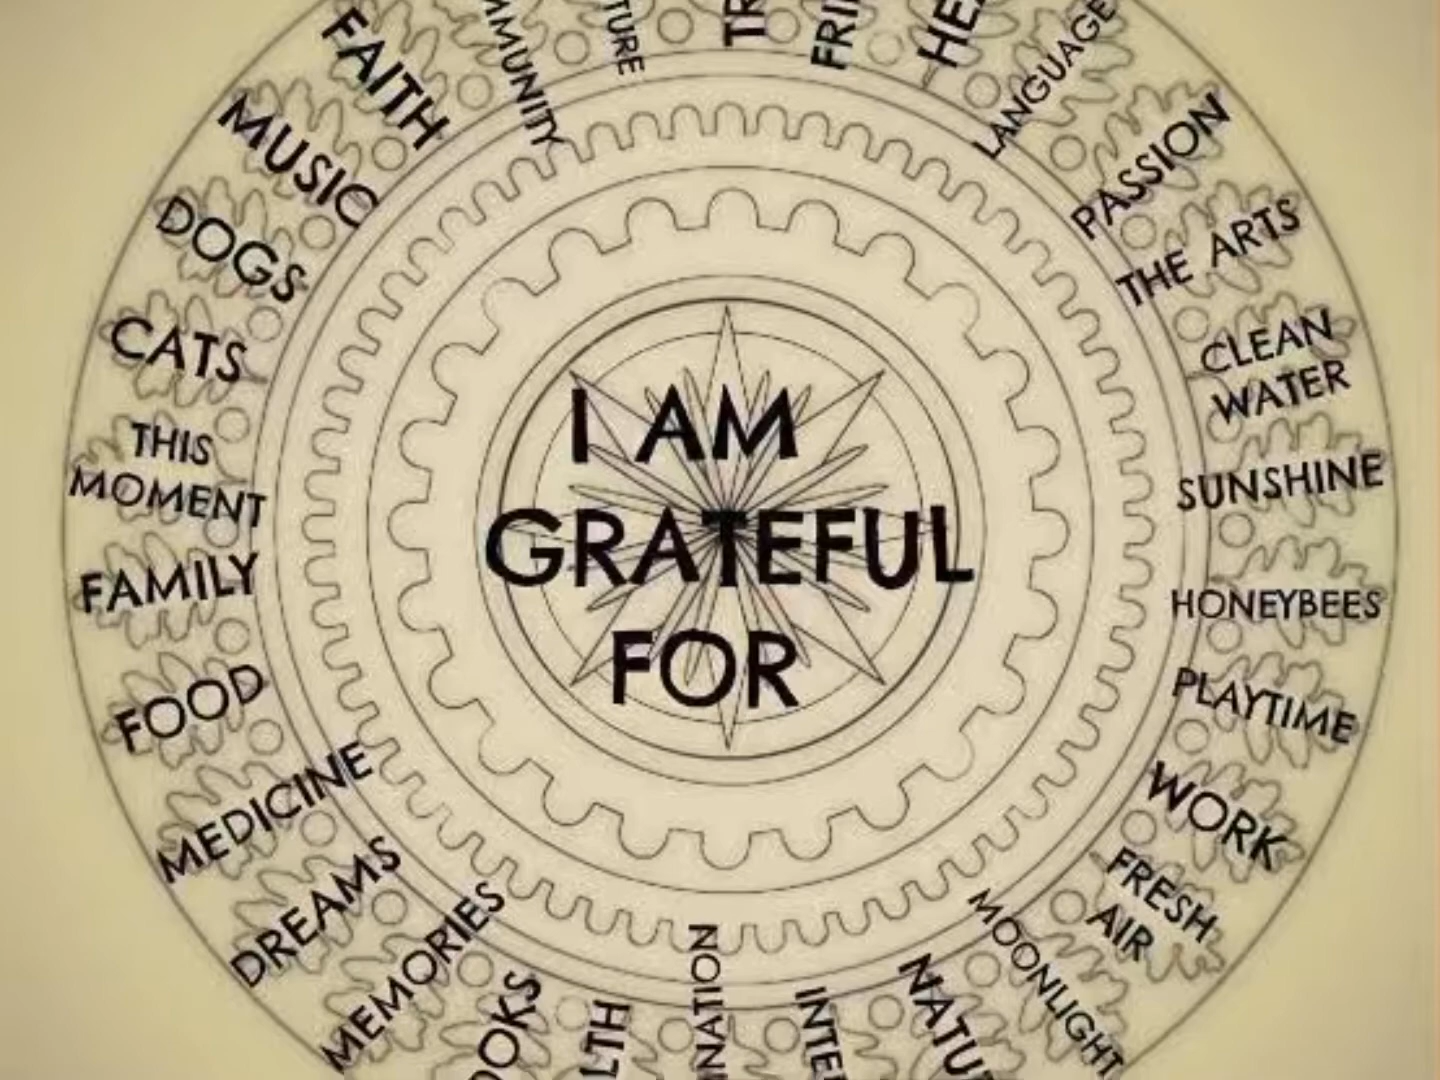 I AM
GRATEFUL
FOR
LANGUAGE
PASSION
THE ARTS
CLEAN
WATER
SUNSHINE
HONEYBEES
PLAYTIME
WORK
FRESH
AIR
MOONLIGHT
MEMORIES
DREAMS
MEDICINE
FOOD
FAMILY
THIS
MOMENT
CATS
DOGS
MUSIC
FAITH